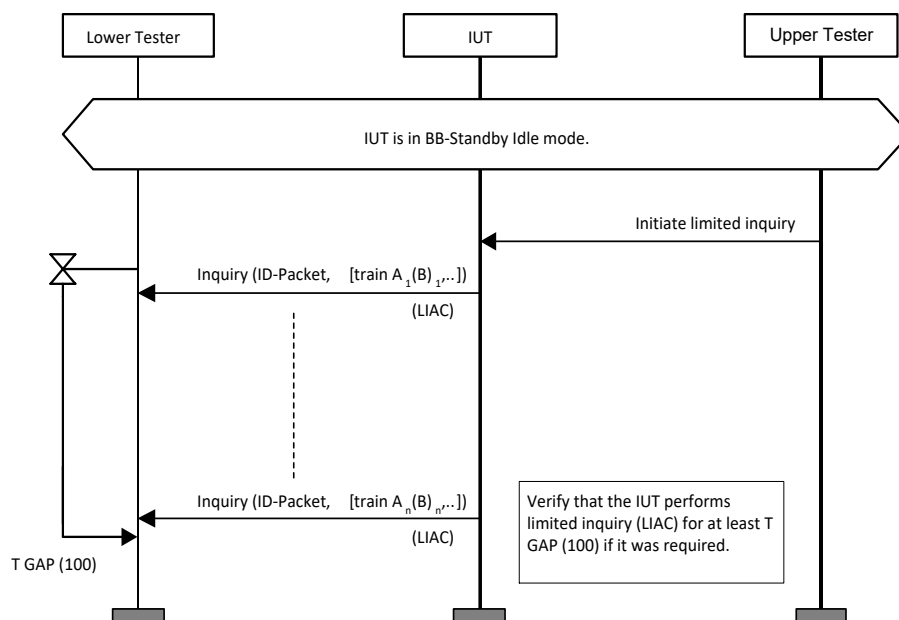 Lower Tester
IUT
Upper Tester
IUT is in BB-Standby Idle mode.
Initiate limited inquiry
Inquiry (ID-Packet, [train A 1(B) 1,..])
(LIAC)
Inquiry (ID-Packet, [train A n(B) n,..])
(LIAC)
T GAP (100)
Verify that the IUT performs
limited inquiry (LIAC) for at least T
GAP (100) if it was required.